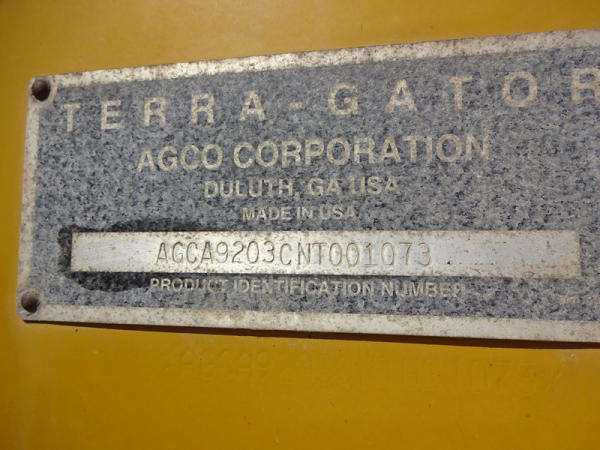 TERRA-GATOR
AGCO CORPORATION
DULUTH, GA USA
MADE IN USA
AGCA9203CNT001073
PRODUCT IDENTIFICATION NUMBER